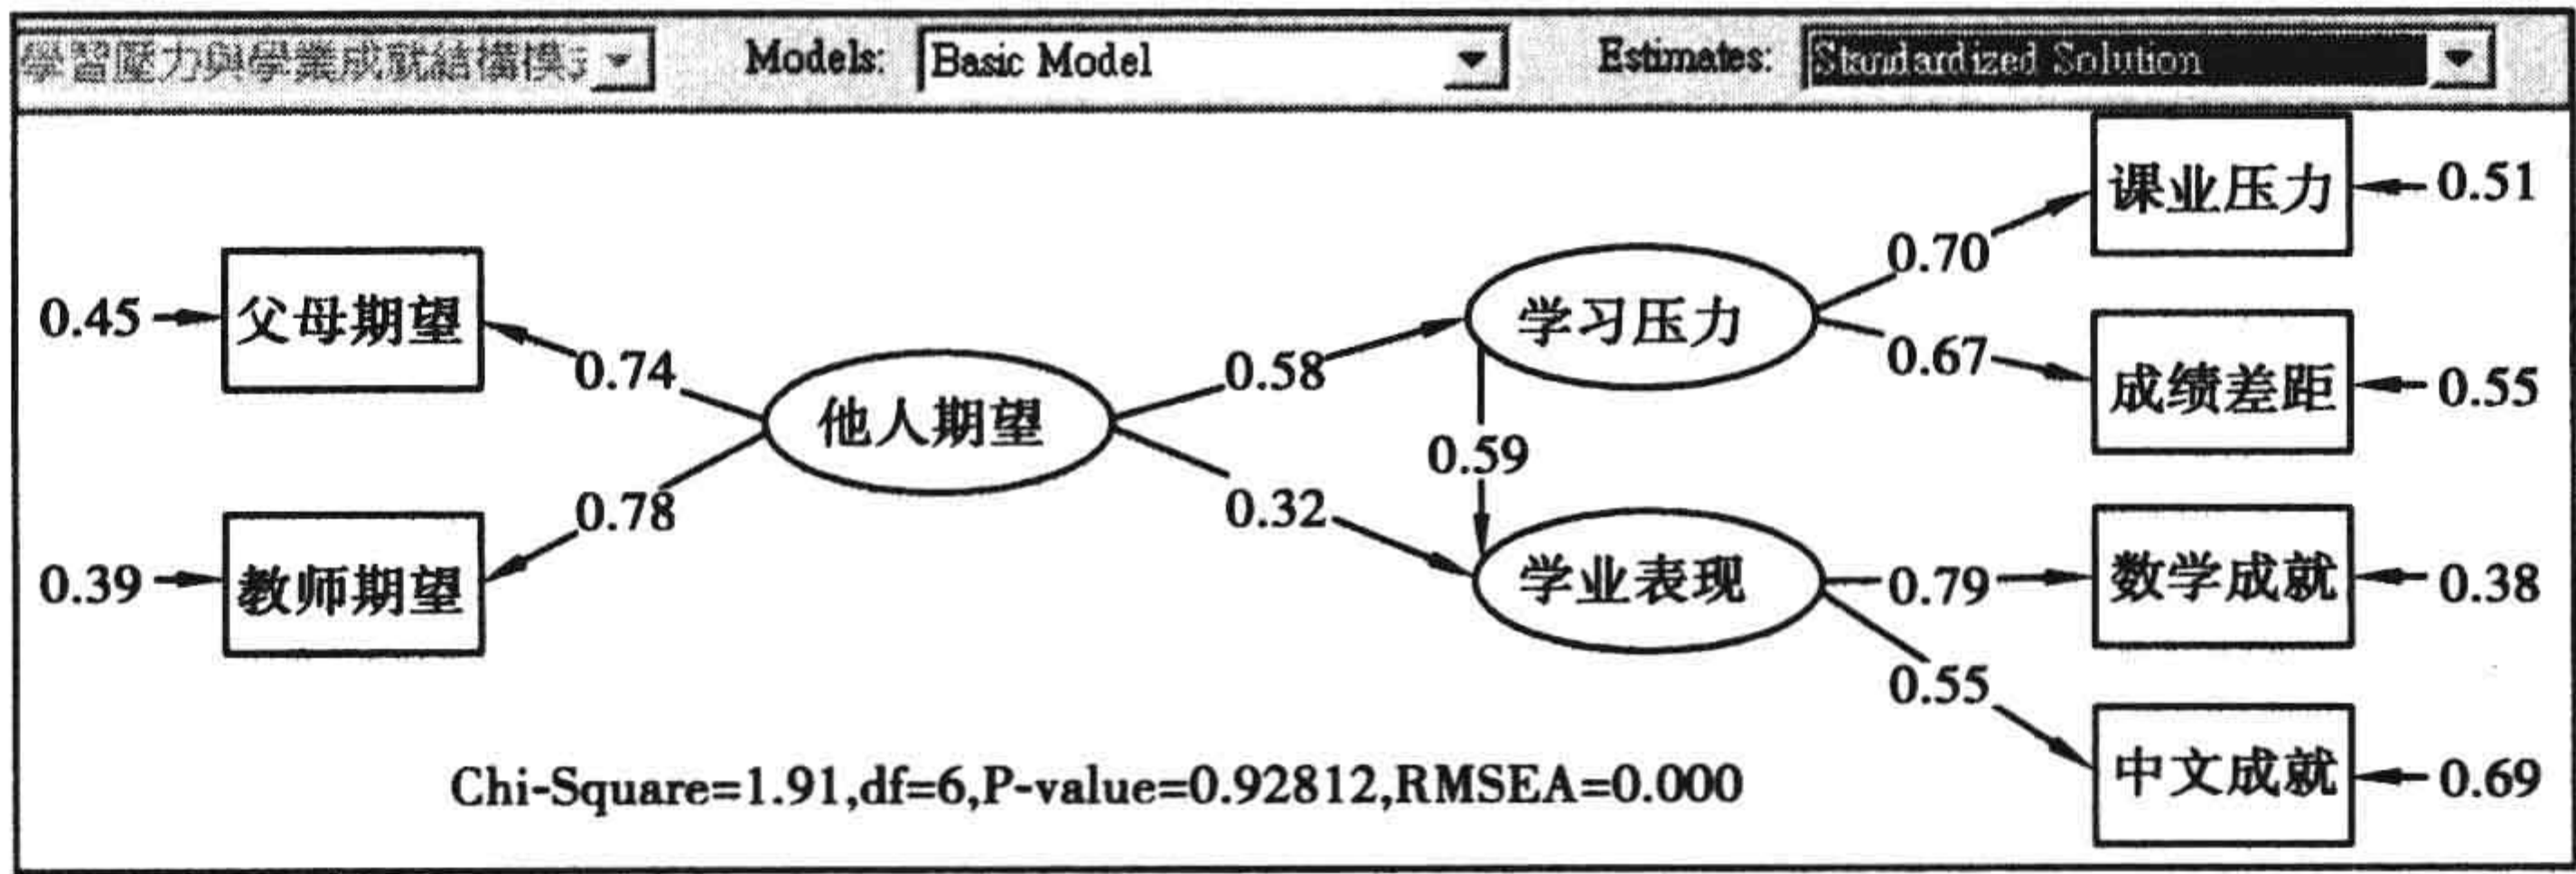 學習壓力與學業成就結構模式 Models: Basic Model Estimates: Standardized Solution
课业压力 0.51
0.70
0.45 父母期望 学习压力
0.74 0.58 0.67 成绩差距 0.55
他人期望
0.59
0.78 0.32
0.39 教师期望 学业表现 0.79 数学成就 0.38
0.55
Chi-Square=1.91,df=6,P-value=0.92812,RMSEA=0.000 中文成就 0.69